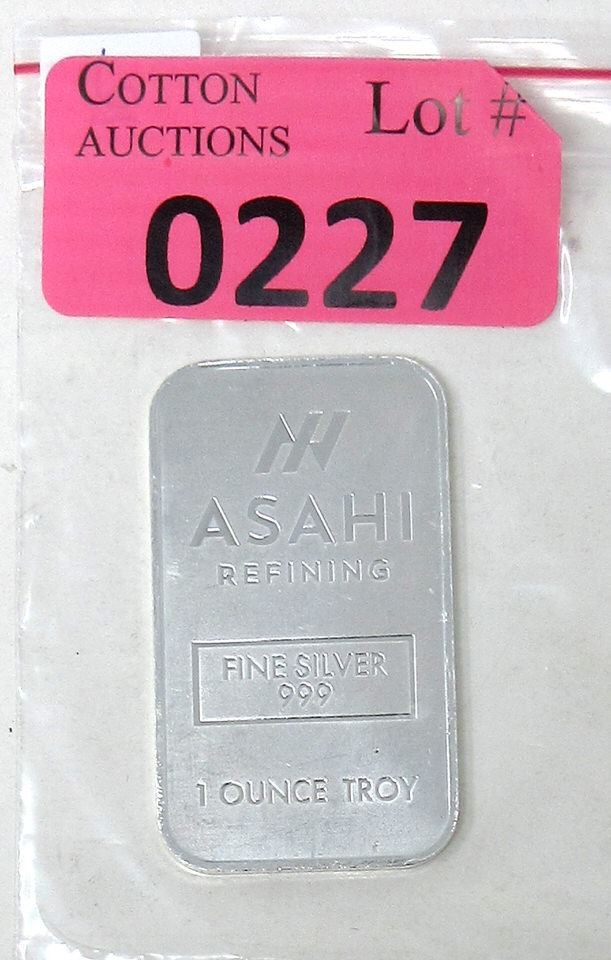 COTTON
AUCTIONS
Lot #
0227
ASAHI
REFINING
FINE SILVER
999
1 OUNCE TROY